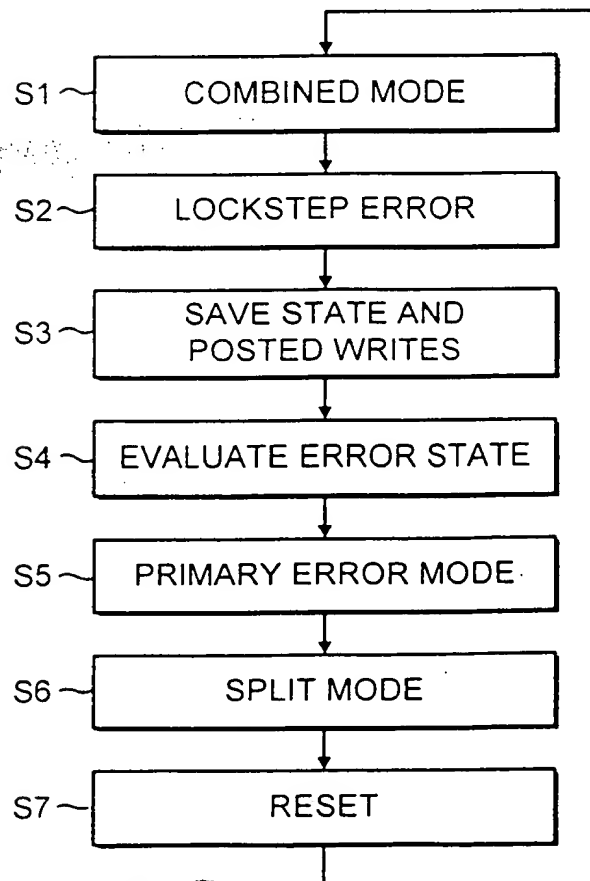 S1 COMBINED MODE
S2 LOCKSTEP ERROR
S3 SAVE STATE AND
POSTED WRITES
S4 EVALUATE ERROR STATE
S5 PRIMARY ERROR MODE
S6 SPLIT MODE
S7 RESET